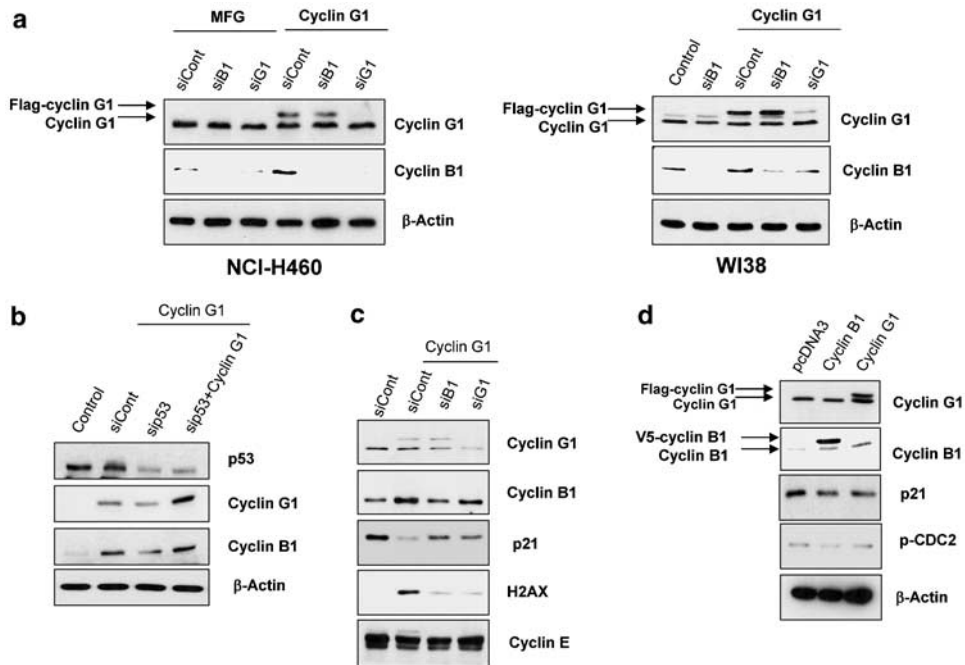 a
MFG
Cyclin G1
siCont
siB1
siG1
siCont
siB1
siG1
Flag-cyclin G1
Cyclin G1
Cyclin G1
Cyclin B1
β-Actin
NCI-H460
Cyclin G1
Control
siB1
siCont
siB1
siG1
Flag-cyclin G1
Cyclin G1
Cyclin G1
Cyclin B1
β-Actin
WI38
b
Cyclin G1
Control
siCont
sip53
sip53+Cyclin G1
p53
Cyclin G1
Cyclin B1
β-Actin
c
Cyclin G1
siCont
siCont
siB1
siG1
Cyclin G1
Cyclin B1
p21
H2AX
Cyclin E
d
pcDNA3
Cyclin B1
Cyclin G1
Flag-cyclin G1
Cyclin G1
Cyclin G1
V5-cyclin B1
Cyclin B1
Cyclin B1
p21
p-CDC2
β-Actin